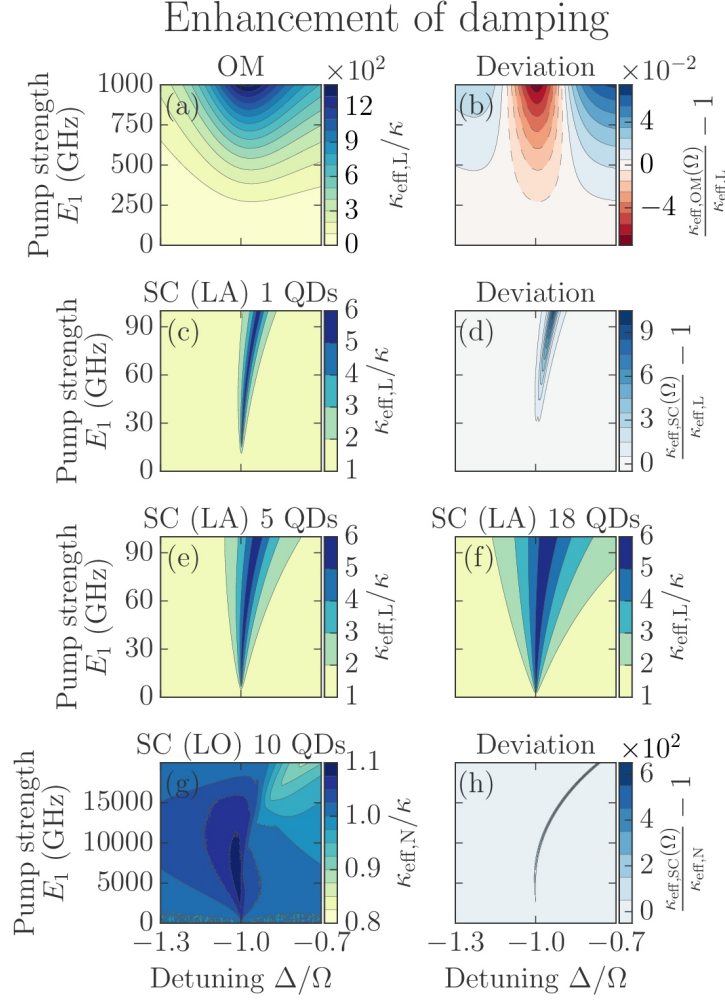 Enhancement of damping
OM
Deviation
Pump strength
E₁ (GHz)
1000
750
500
250
0
(a)
×10²
12
9
6
3
0
κ_eff,L/κ
(b)
×10⁻²
4
0
−4
κ_eff,OM(Ω)/κ_eff,L − 1
SC (LA) 1 QDs
Deviation
Pump strength
E₁ (GHz)
90
60
30
0
(c)
6
5
4
3
2
1
κ_eff,L/κ
(d)
9
6
3
0
κ_eff,SC(Ω)/κ_eff,L − 1
SC (LA) 5 QDs
SC (LA) 18 QDs
Pump strength
E₁ (GHz)
90
60
30
0
(e)
6
5
4
3
2
1
κ_eff,L/κ
(f)
6
5
4
3
2
1
κ_eff,L/κ
SC (LO) 10 QDs
Deviation
Pump strength
E₁ (GHz)
15000
10000
5000
0
(g)
1.1
1.0
0.9
0.8
κ_eff,N/κ
(h)
×10²
6
4
2
0
κ_eff,SC(Ω)/κ_eff,N − 1
−1.3 −1.0 −0.7
−1.3 −1.0 −0.7
Detuning Δ/Ω
Detuning Δ/Ω